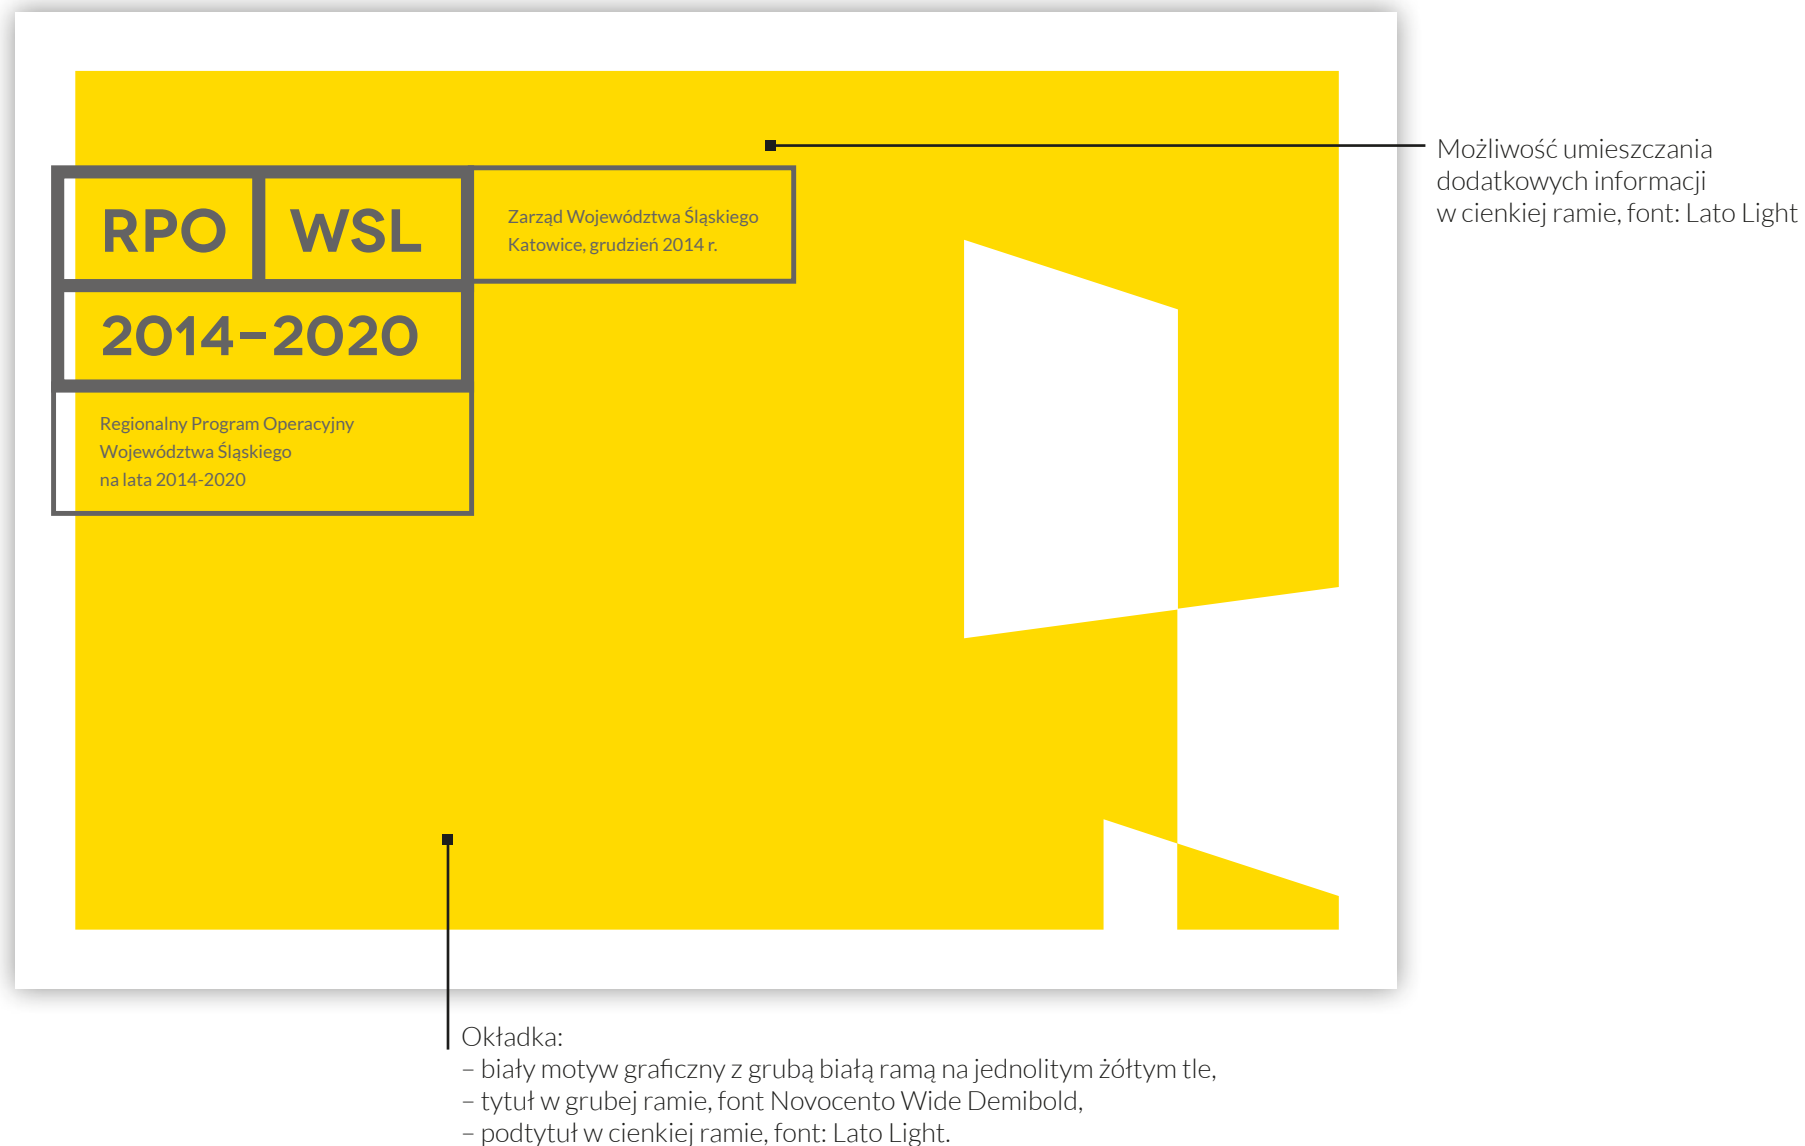 RPO WSL
2014–2020
Zarząd Województwa Śląskiego
Katowice, grudzień 2014 r.
Regionalny Program Operacyjny
Województwa Śląskiego
na lata 2014-2020
Możliwość umieszczania
dodatkowych informacji
w cienkiej ramie, font: Lato Light
Okładka:
– biały motyw graficzny z grubą białą ramą na jednolitym żółtym tle,
– tytuł w grubej ramie, font Novocento Wide Demibold,
– podtytuł w cienkiej ramie, font: Lato Light.